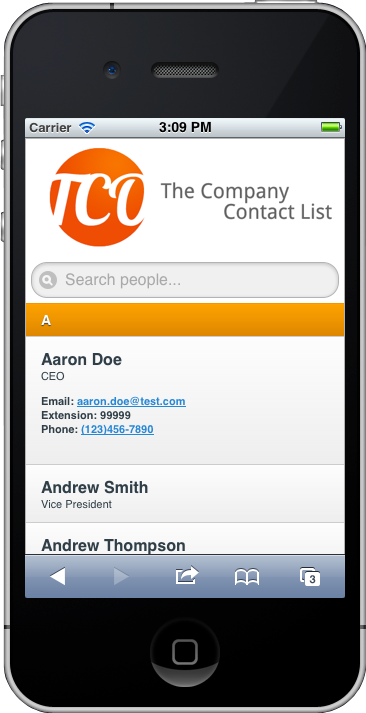 Carrier 3:09 PM
TCO
The Company
Contact List
Search people...
A
Aaron Doe
CEO
Email: aaron.doe@test.com
Extension: 99999
Phone: (123)456-7890
Andrew Smith
Vice President
Andrew Thompson
3